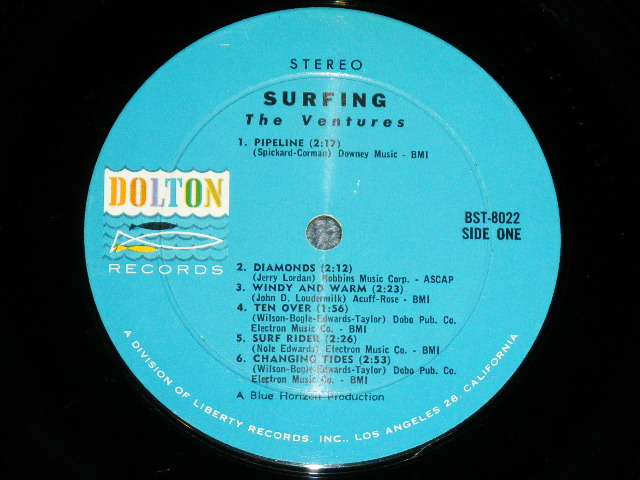 STEREO
SURFING
The Ventures
1. PIPELINE (2:17)
(Spickard-Corman) Downey Music - BMI
DOLTON
RECORDS
BST-8022
SIDE ONE
2. DIAMONDS (2:12)
(Jerry Lordan) Robbins Music Corp. - ASCAP
3. WINDY AND WARM (2:23)
(John D. Loudermilk) Acuff-Rose - BMI
4. TEN OVER (1:56)
(Wilson-Bogle-Edwards-Taylor) Dobo Pub. Co.
Electron Music Co. - BMI
5. SURF RIDER (2:26)
(Nole Edwards) Electron Music Co. - BMI
6. CHANGING TIDES (2:53)
(Wilson-Bogle-Edwards-Taylor) Dobo Pub. Co.
Electron Music Co. - BMI
A Blue Horizon Production
A DIVISION OF LIBERTY RECORDS, INC., LOS ANGELES 28, CALIFORNIA